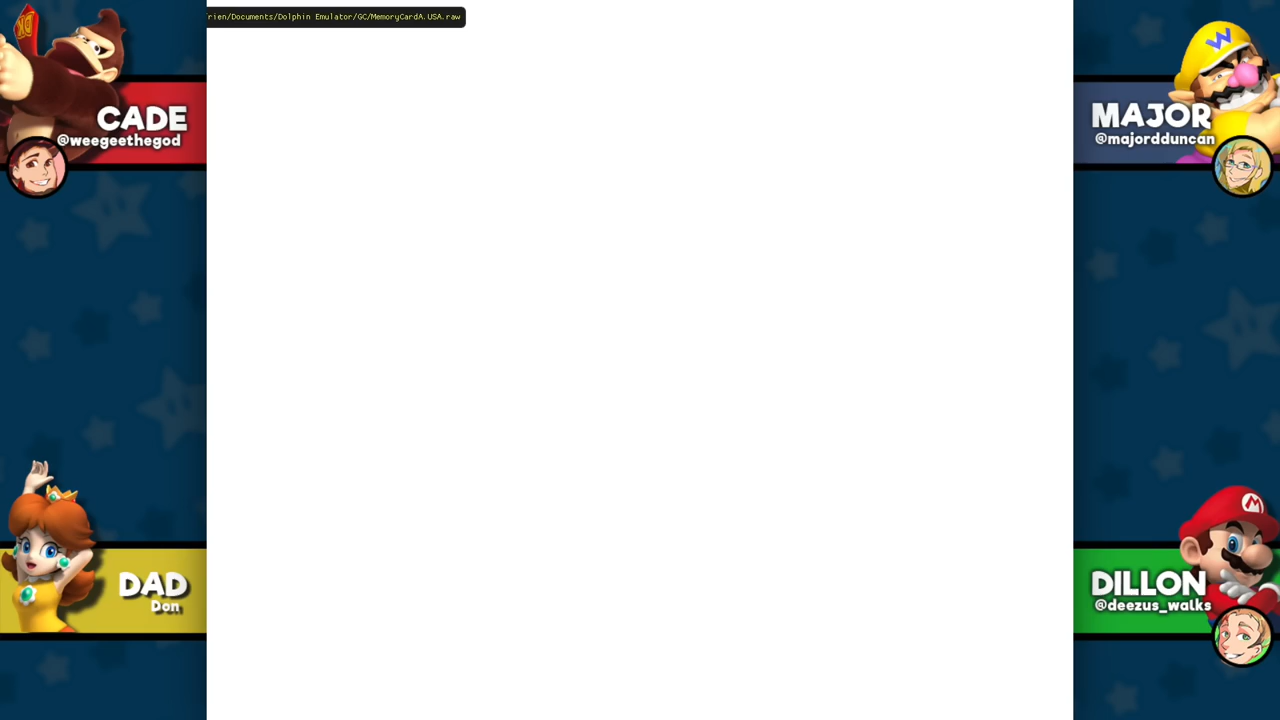 rien/Documents/Dolphin Emulator/GC/MemoryCardA.USA.raw
CADE
@weegeethegod
MAJOR
@majordduncan
DAD
Don
DILLON
@deezus_walks